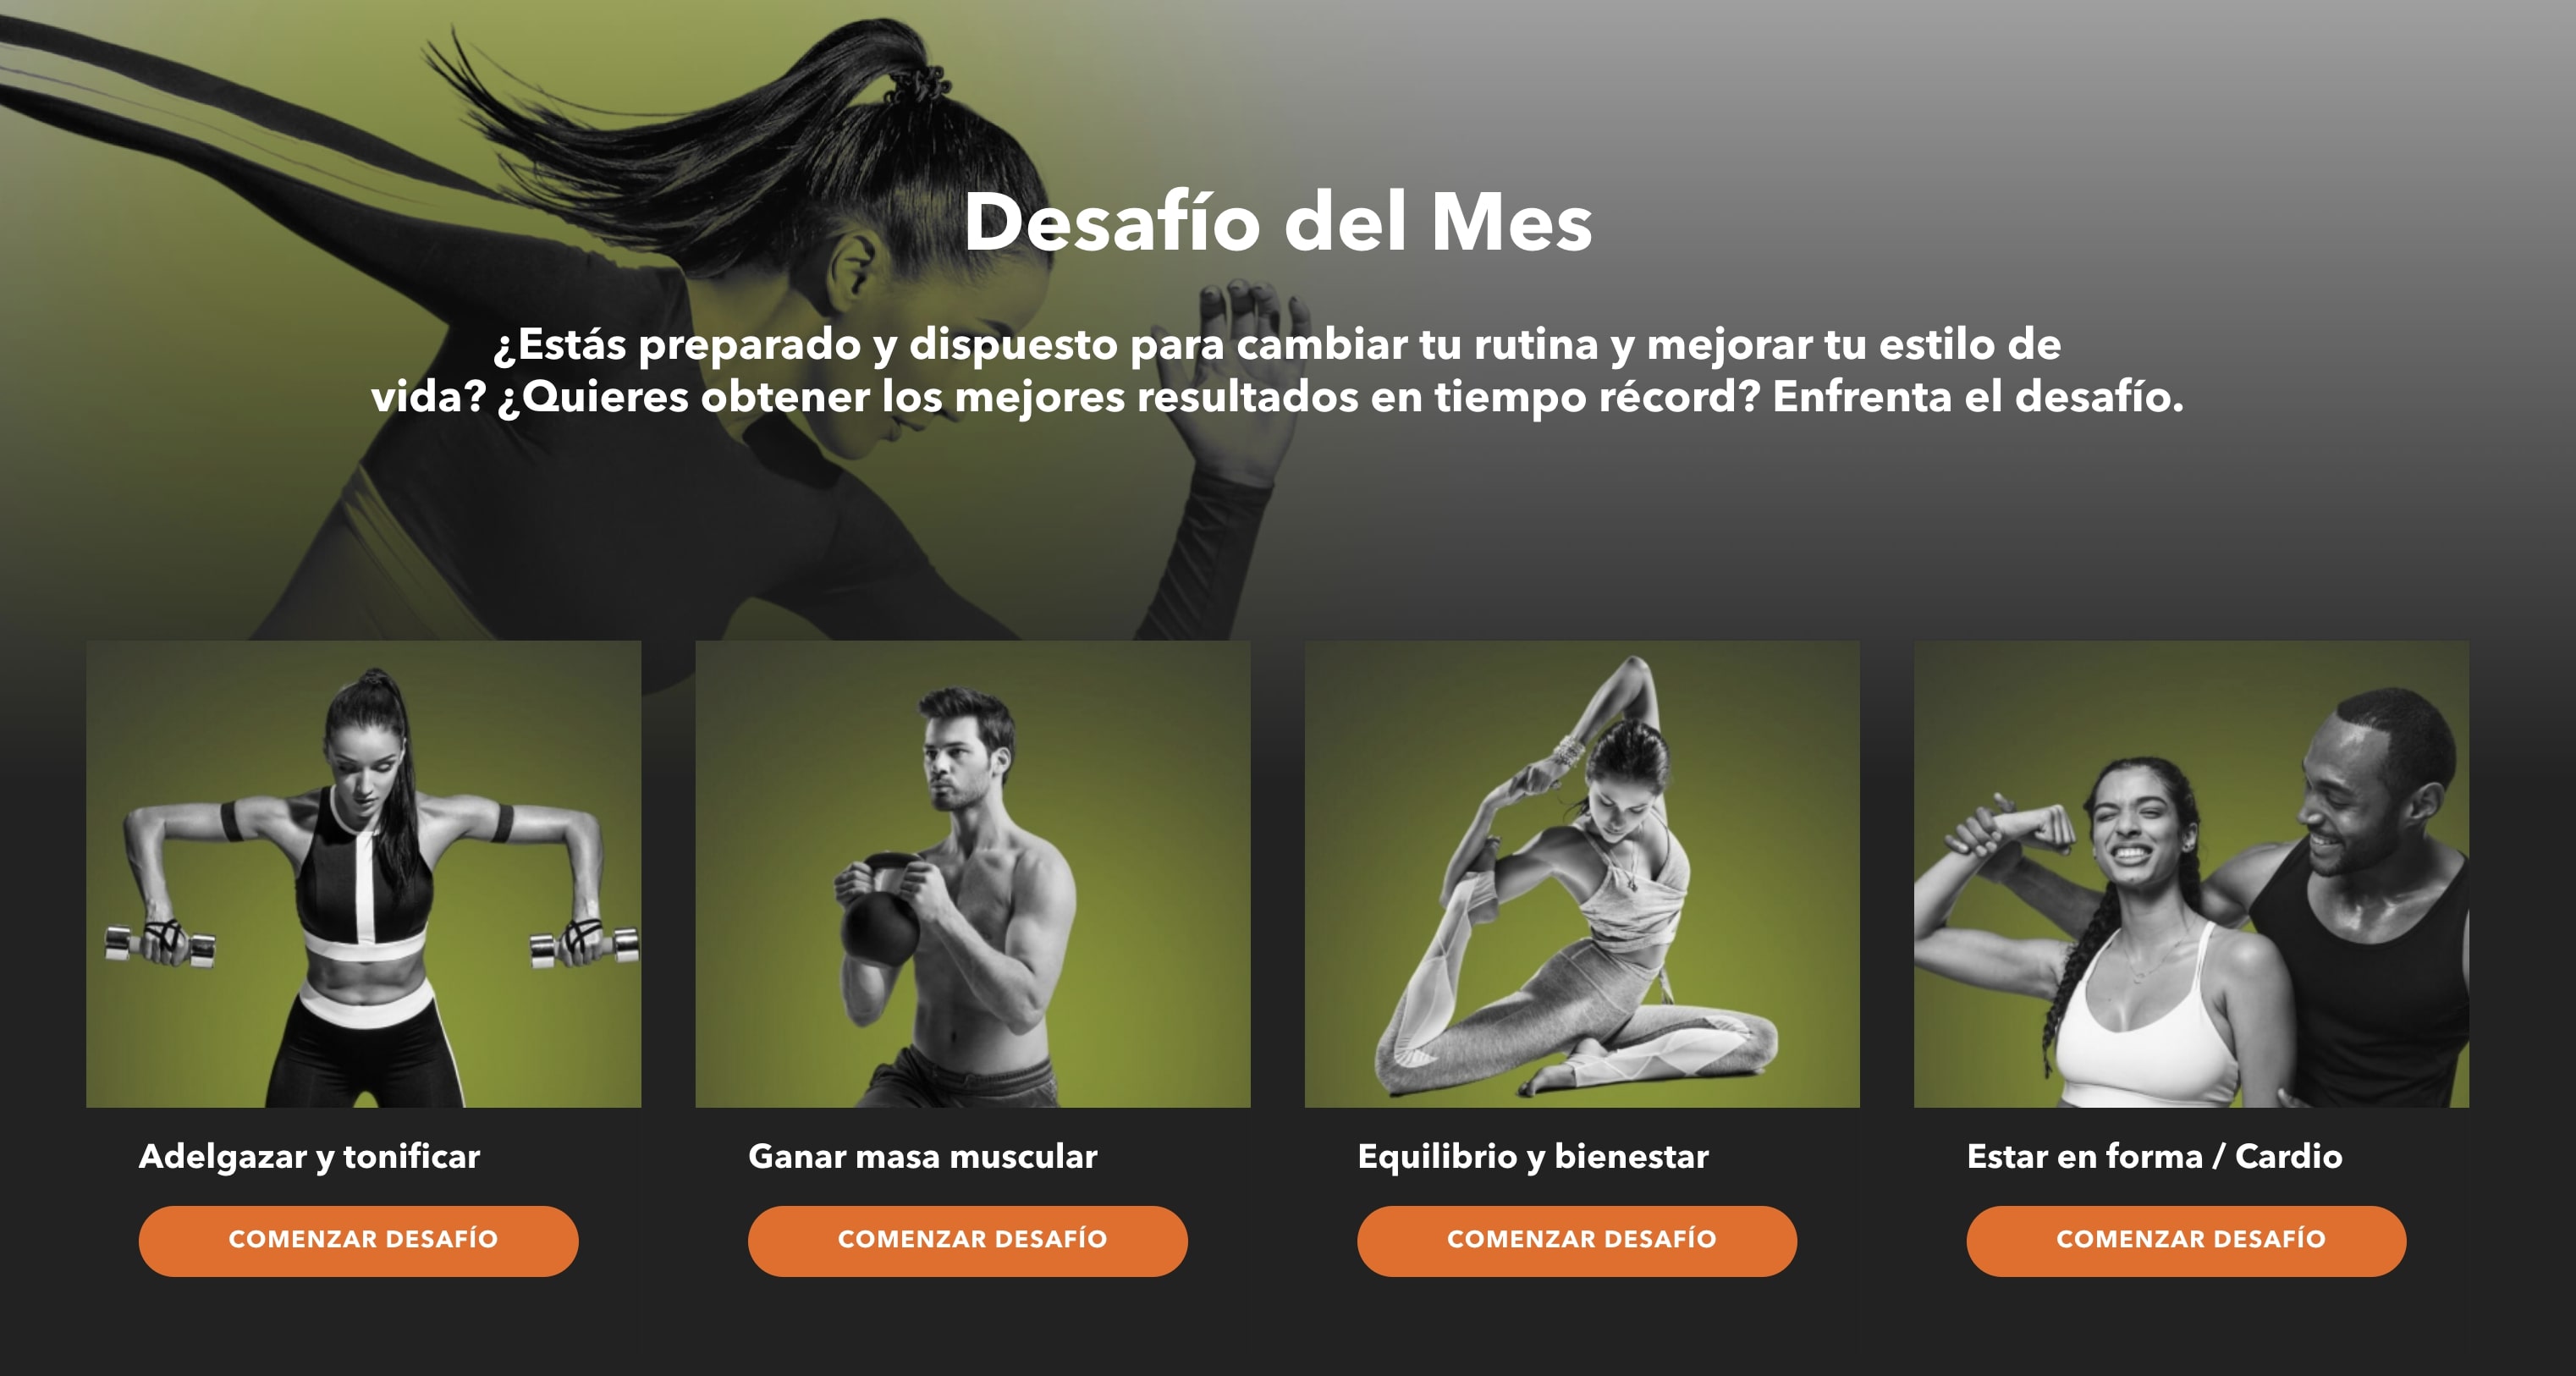 Desafío del Mes
¿Estás preparado y dispuesto para cambiar tu rutina y mejorar tu estilo de
vida? ¿Quieres obtener los mejores resultados en tiempo récord? Enfrenta el desafío.
Adelgazar y tonificar
COMENZAR DESAFÍO
Ganar masa muscular
COMENZAR DESAFÍO
Equilibrio y bienestar
COMENZAR DESAFÍO
Estar en forma / Cardio
COMENZAR DESAFÍO